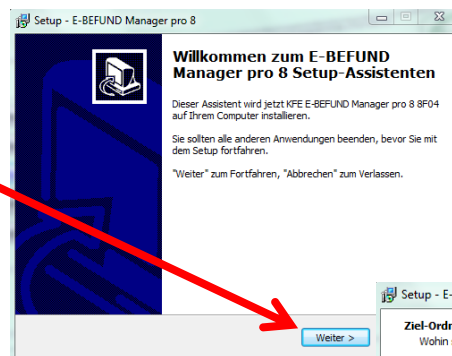 Setup - E-BEFUND Manager pro 8
Willkommen zum E-BEFUND
Manager pro 8 Setup-Assistenten
Dieser Assistent wird jetzt KFE E-BEFUND Manager pro 8 8F04
auf Ihrem Computer installieren.
Sie sollten alle anderen Anwendungen beenden, bevor Sie mit
dem Setup fortfahren.
"Weiter" zum Fortfahren, "Abbrechen" zum Verlassen.
Weiter >
Setup - E-
Ziel-Ordn
Wohin